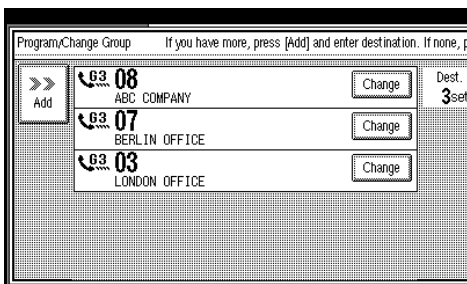 Program/Change Group If you have more, press [Add] and enter destination. If none, p
>> Add
G3 08 Change
ABC COMPANY
G3 07 Change
BERLIN OFFICE
G3 03 Change
LONDON OFFICE
Dest.
3set